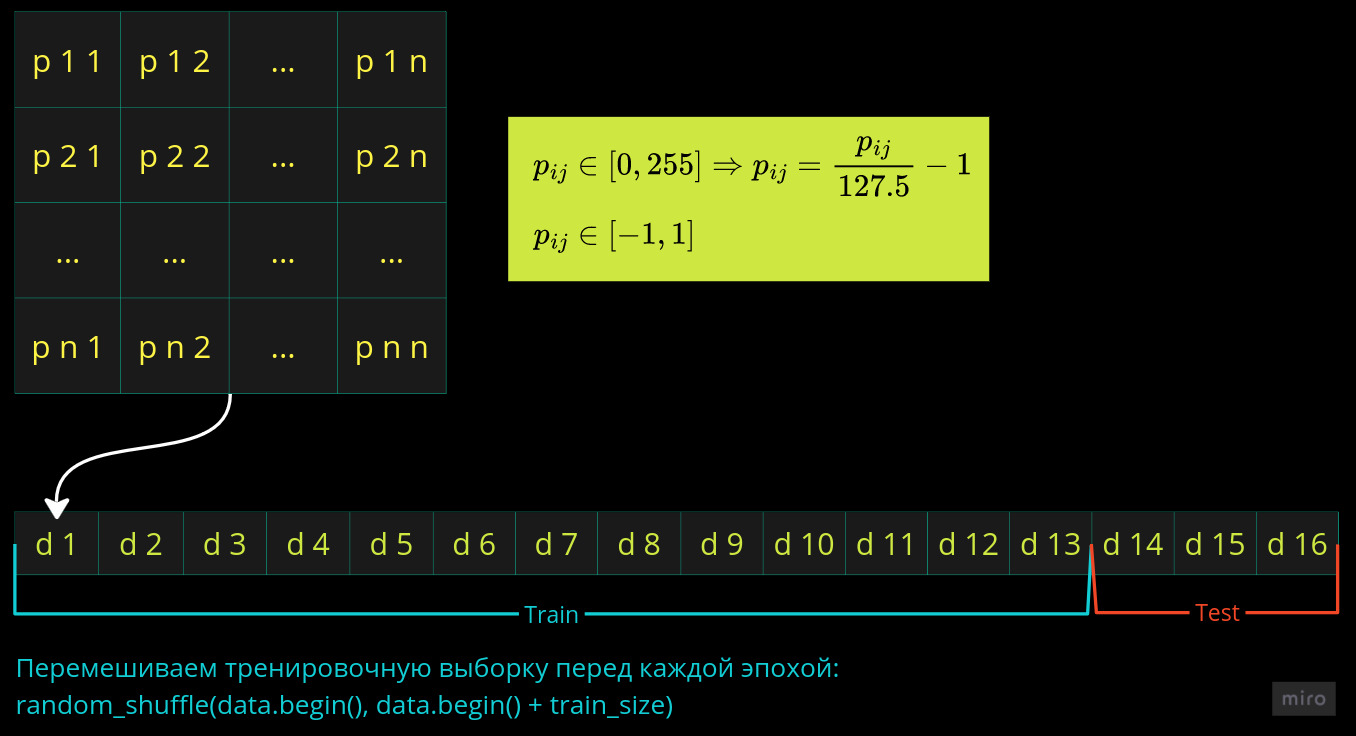 p 1 1 p 1 2 ... p 1 n
p 2 1 p 2 2 ... p 2 n
... ... ... ...
p n 1 p n 2 ... p n n
p_{ij} ∈ [0, 255] ⇒ p_{ij} = \frac{p_{ij}}{127.5} − 1
p_{ij} ∈ [−1, 1]
d 1 d 2 d 3 d 4 d 5 d 6 d 7 d 8 d 9 d 10 d 11 d 12 d 13 d 14 d 15 d 16
Train Test
Перемешиваем тренировочную выборку перед каждой эпохой:
random_shuffle(data.begin(), data.begin() + train_size)
miro